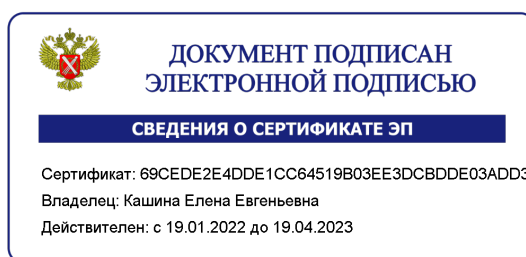 ДОКУМЕНТ ПОДПИСАН
ЭЛЕКТРОННОЙ ПОДПИСЬЮ
СВЕДЕНИЯ О СЕРТИФИКАТЕ ЭП
Сертификат: 69CEDE2E4DDE1CC64519B03EE3DCBDDE03ADD3
Владелец: Кашина Елена Евгеньевна
Действителен: с 19.01.2022 до 19.04.2023